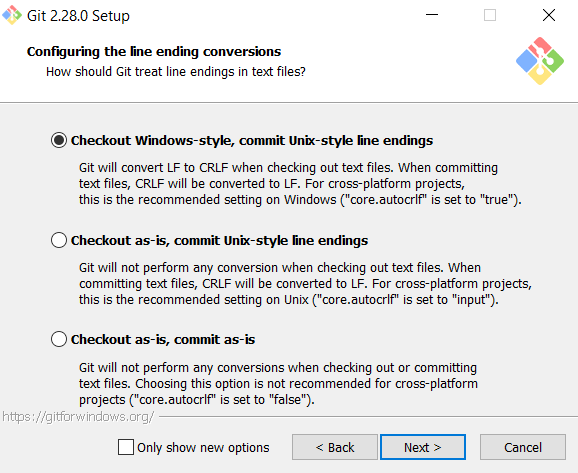 Git 2.28.0 Setup
Configuring the line ending conversions
How should Git treat line endings in text files?
Checkout Windows-style, commit Unix-style line endings
Git will convert LF to CRLF when checking out text files. When committing
text files, CRLF will be converted to LF. For cross-platform projects,
this is the recommended setting on Windows ("core.autocrlf" is set to "true").
Checkout as-is, commit Unix-style line endings
Git will not perform any conversion when checking out text files. When
committing text files, CRLF will be converted to LF. For cross-platform projects,
this is the recommended setting on Unix ("core.autocrlf" is set to "input").
Checkout as-is, commit as-is
Git will not perform any conversions when checking out or committing
text files. Choosing this option is not recommended for cross-platform
projects ("core.autocrlf" is set to "false").
https://gitforwindows.org/
Only show new options
< Back
Next >
Cancel